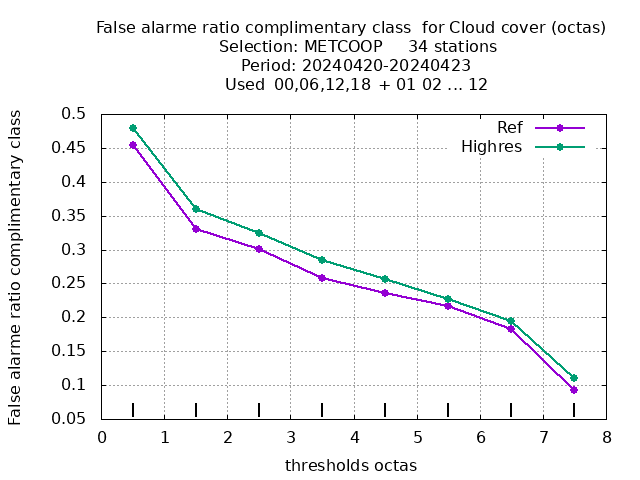 False alarme ratio complimentary class  for Cloud cover (octas)
Selection: METCOOP     34 stations
Period: 20240420-20240423
Used  00,06,12,18 + 01 02 ... 12
False alarme ratio complimentary class
0.5
0.45
0.4
0.35
0.3
0.25
0.2
0.15
0.1
0.05
Ref
Highres
0 1 2 3 4 5 6 7 8
thresholds octas